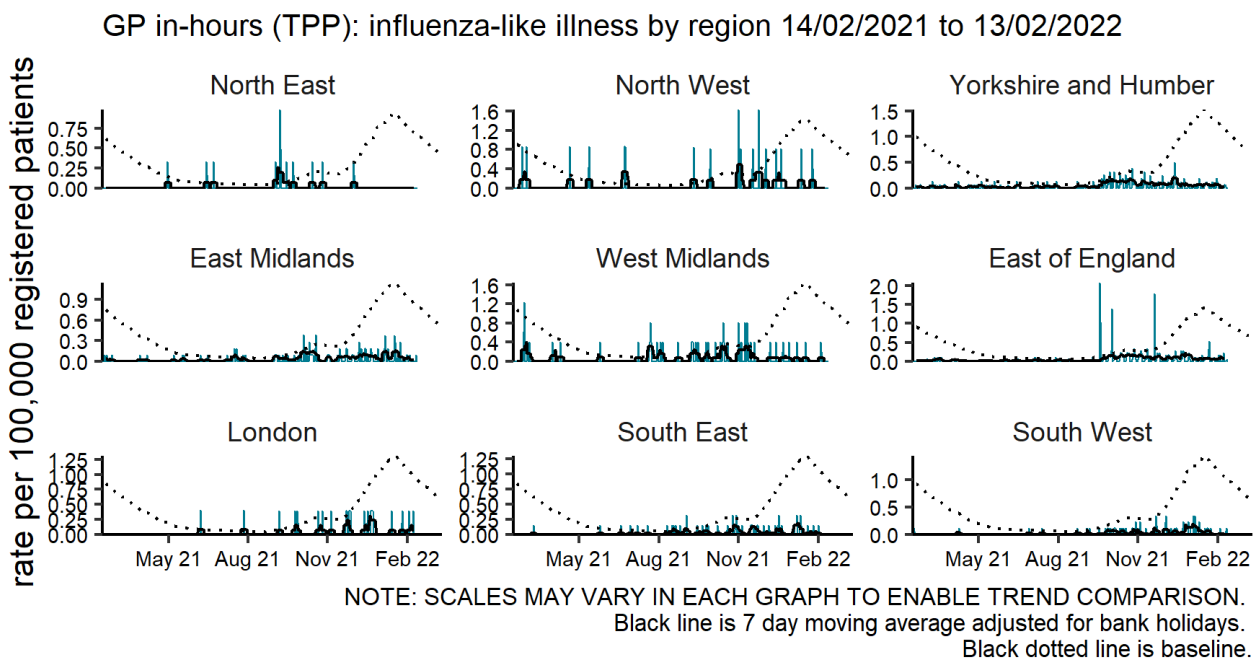 GP in-hours (TPP): influenza-like illness by region 14/02/2021 to 13/02/2022
rate per 100,000 registered patients
North East
0.75
0.50
0.25
0.00
North West
1.6
1.2
0.8
0.4
0.0
Yorkshire and Humber
1.5
1.0
0.5
0.0
East Midlands
0.9
0.6
0.3
0.0
West Midlands
1.6
1.2
0.8
0.4
0.0
East of England
2.0
1.5
1.0
0.5
0.0
London
1.25
1.00
0.75
0.50
0.25
0.00
South East
1.25
1.00
0.75
0.50
0.25
0.00
South West
1.0
0.5
0.0
May 21 Aug 21 Nov 21 Feb 22
May 21 Aug 21 Nov 21 Feb 22
May 21 Aug 21 Nov 21 Feb 22
NOTE: SCALES MAY VARY IN EACH GRAPH TO ENABLE TREND COMPARISON.
Black line is 7 day moving average adjusted for bank holidays.
Black dotted line is baseline.